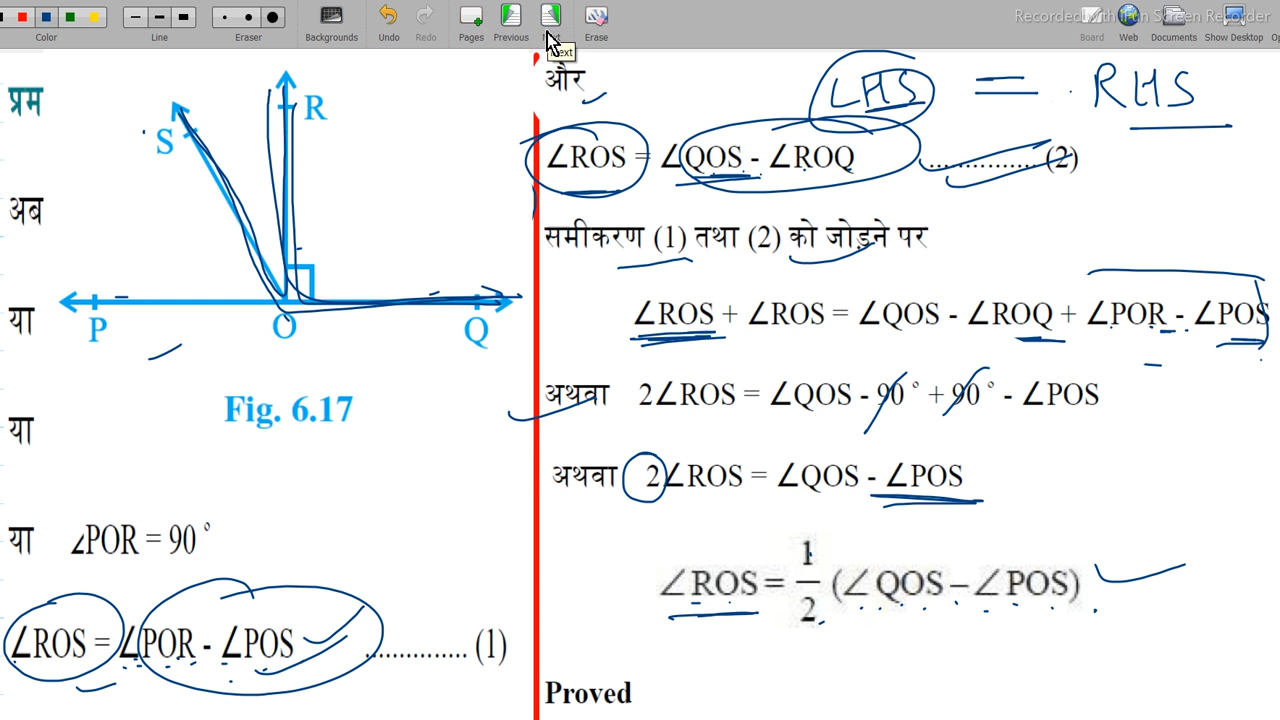 Color
Line
Eraser
Backgrounds
Undo
Redo
Pages
Previous
Next
Erase
Recorded with iFun Screen Recorder
Board
Web
Documents
Show Desktop
प्रम
S
R
अब
P
O
Q
या
Fig. 6.17
या
या ∠POR = 90°
∠ROS = ∠POR - ∠POS ............... (1)
और
LHS = RHS
∠ROS = ∠QOS - ∠ROQ ............... (2)
समीकरण (1) तथा (2) को जोड़ने पर
∠ROS + ∠ROS = ∠QOS - ∠ROQ + ∠POR - ∠POS
अथवा 2∠ROS = ∠QOS - 90° + 90° - ∠POS
अथवा 2∠ROS = ∠QOS - ∠POS
∠ROS = 1/2 (∠QOS – ∠POS)
Proved